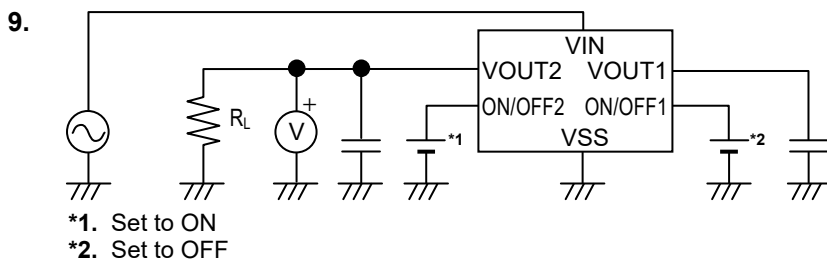 9.
VIN
VOUT2 VOUT1
ON/OFF2 ON/OFF1
VSS
RL
+
V
*1
*2
*1. Set to ON
*2. Set to OFF